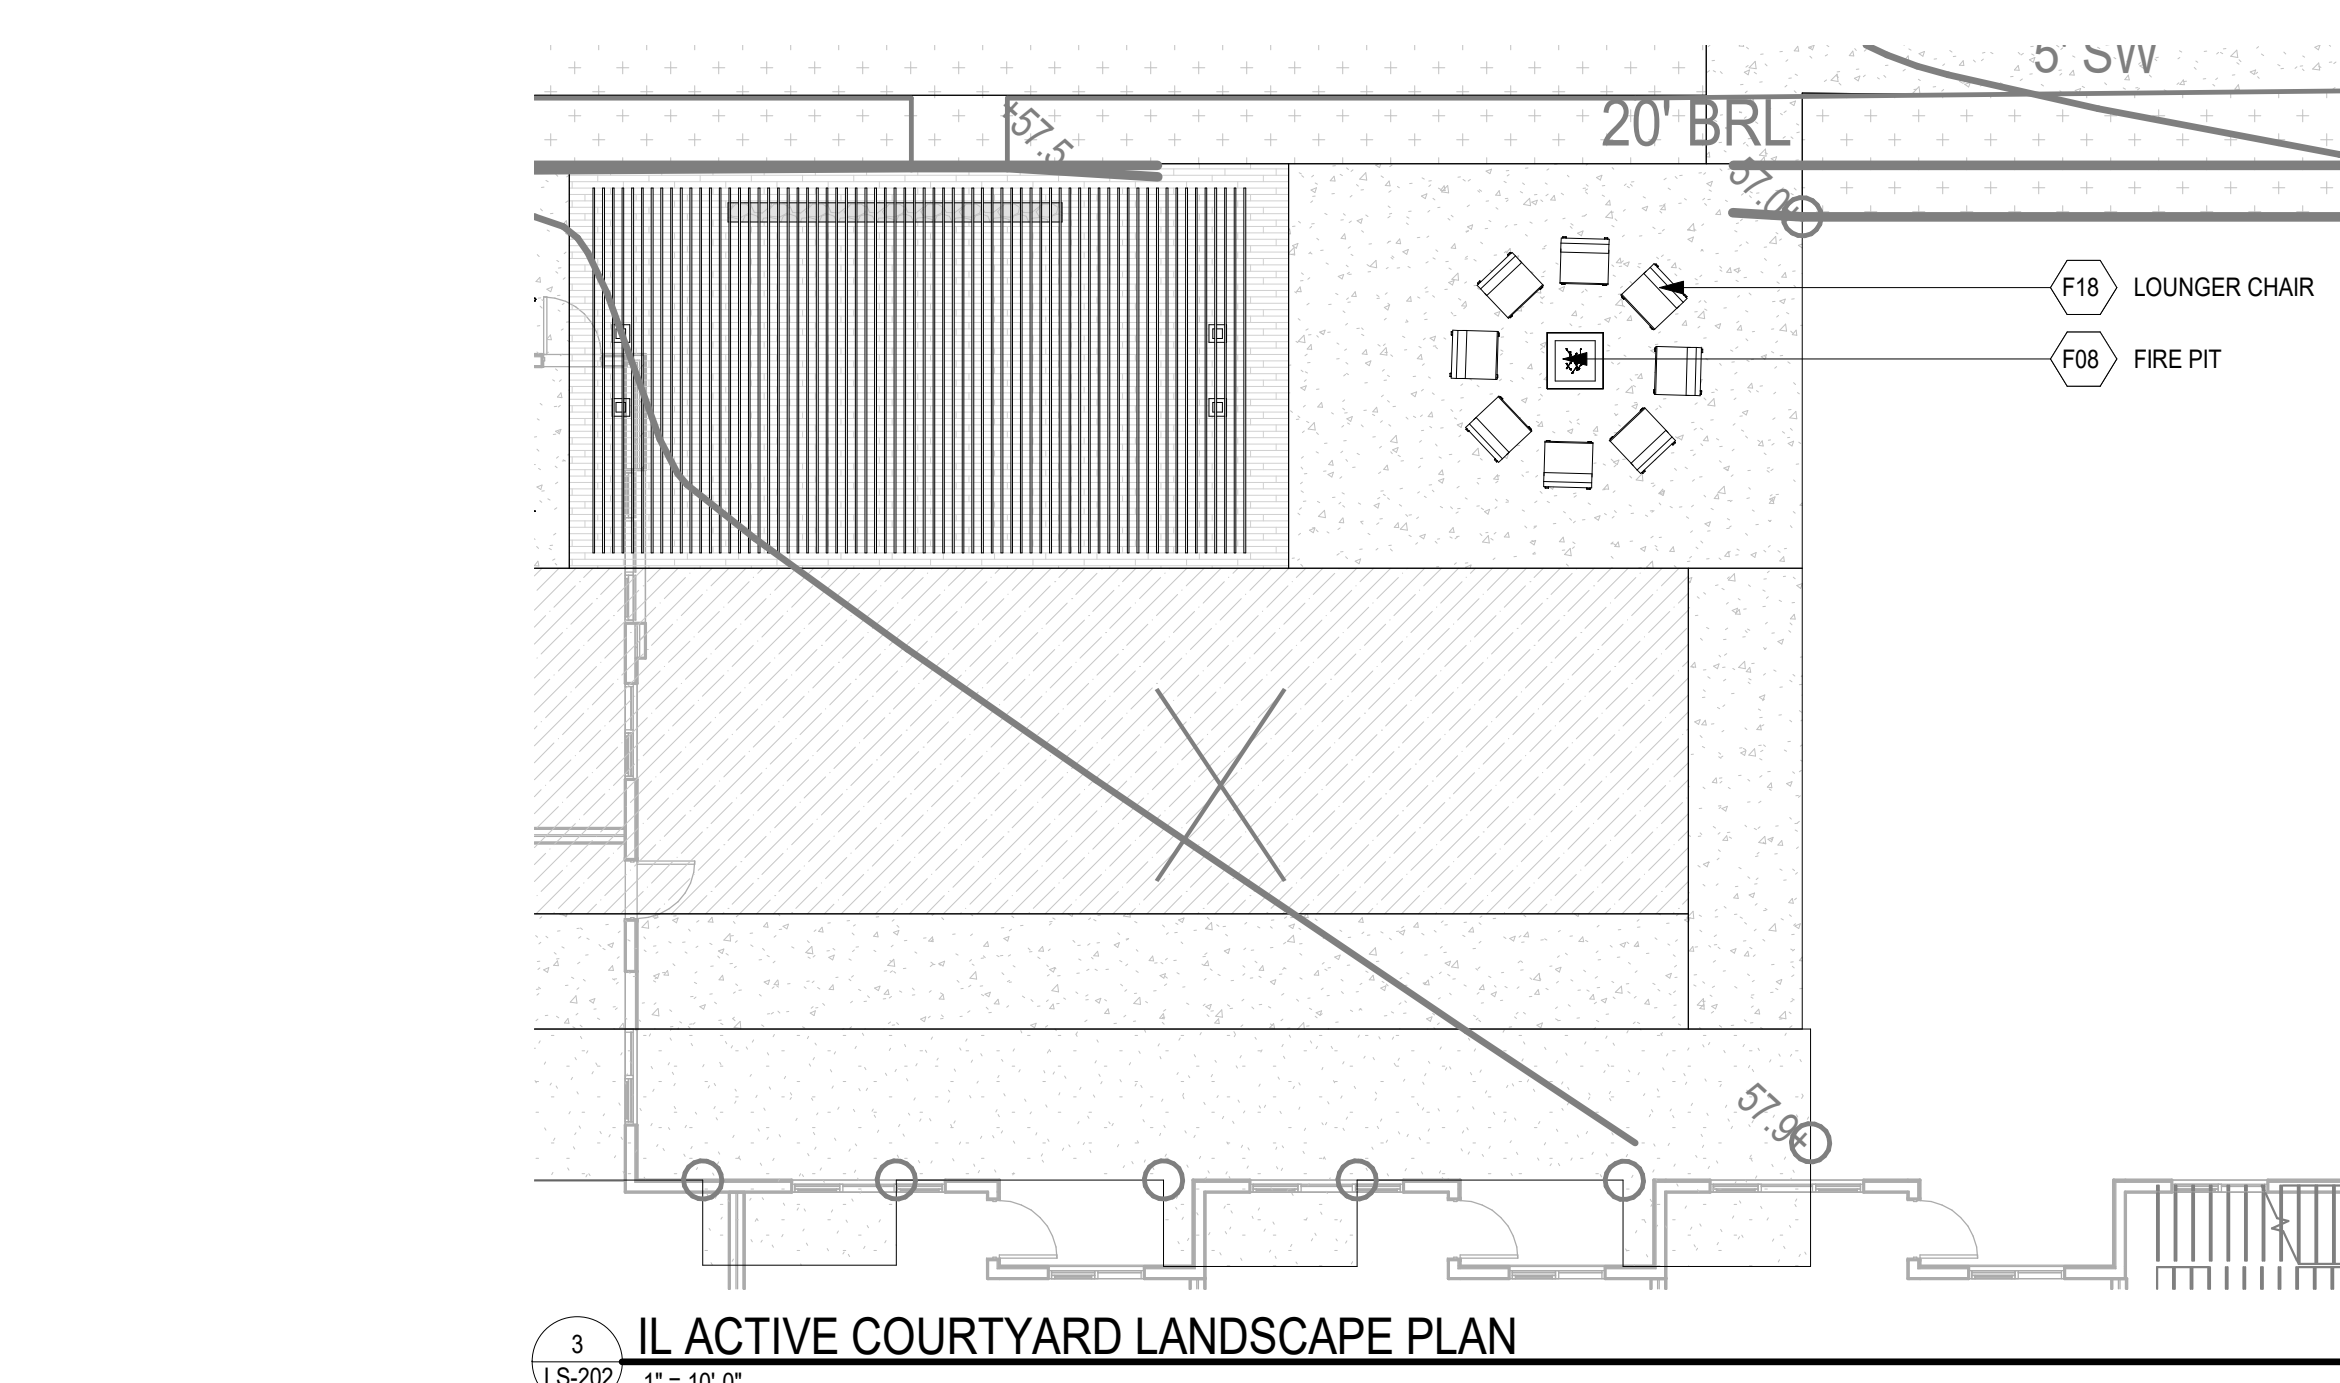 5' SW
20' BRL
+57.5
57.0+
F18 LOUNGER CHAIR
F08 FIRE PIT
57.9+
3
IL ACTIVE COURTYARD LANDSCAPE PLAN
LS-202
1" = 10'-0"